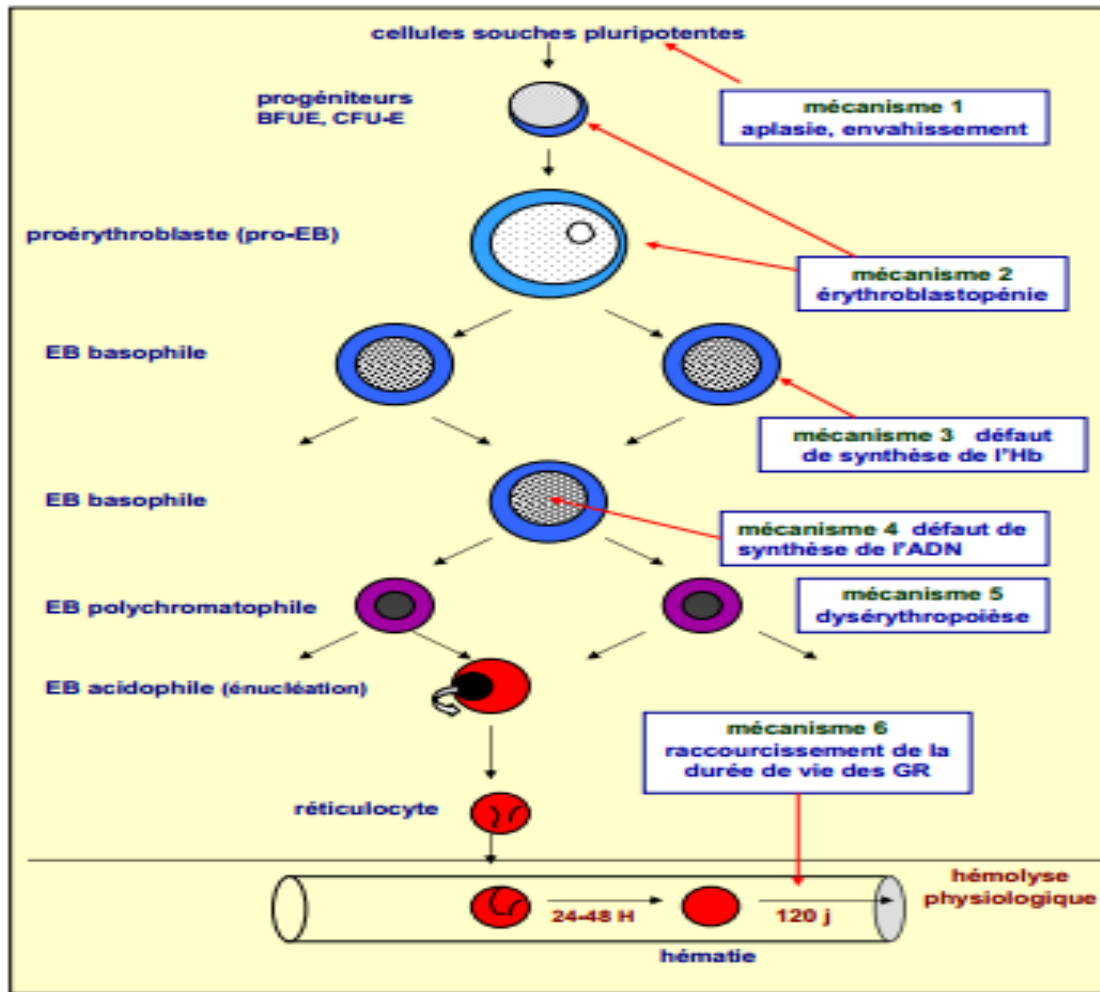 cellules souches pluripotentes
progéniteurs
BFUE, CFU-E
mécanisme 1
aplasie, envahissement
proérythroblaste (pro-EB)
mécanisme 2
érythroblastopénie
EB basophile
mécanisme 3 défaut
de synthèse de l'Hb
EB basophile
mécanisme 4 défaut de
synthèse de l'ADN
EB polychromatophile
mécanisme 5
dysérythropoièse
EB acidophile (énucléation)
mécanisme 6
raccourcissement de la
durée de vie des GR
réticulocyte
hémolyse
physiologique
24-48 H
120 j
hématie